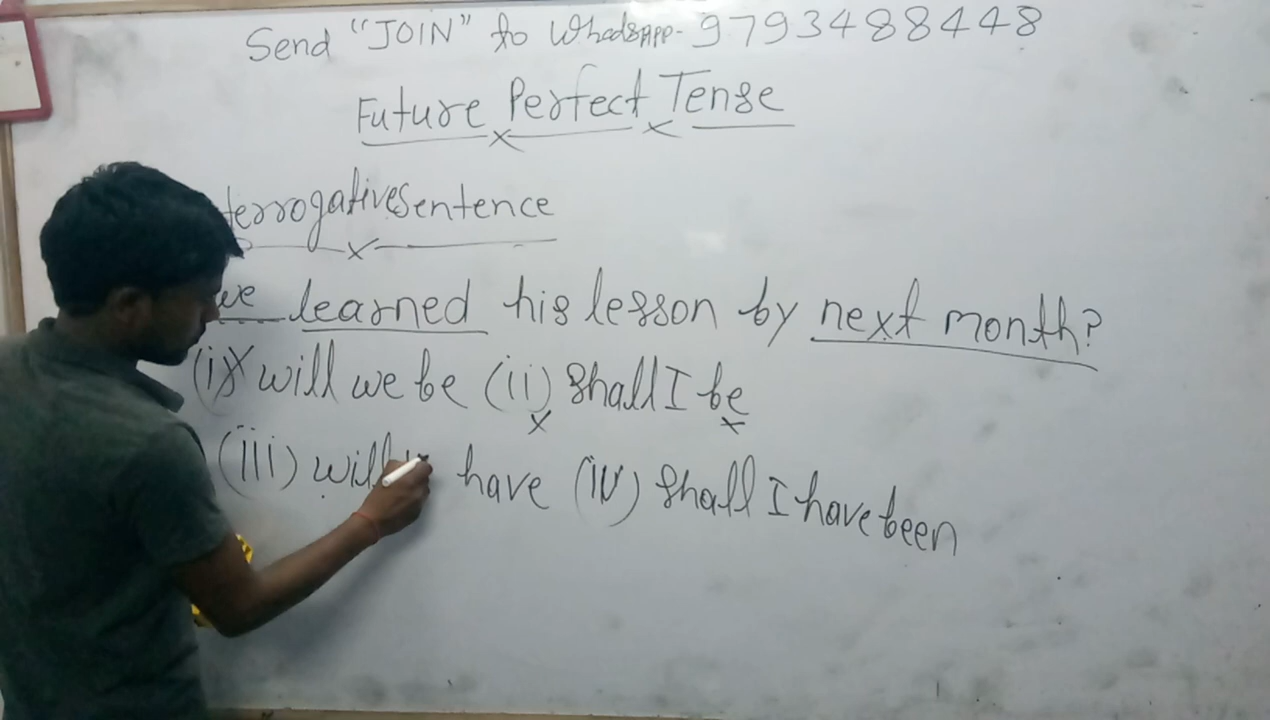 Send "JOIN" to WhatsApp- 9793488448
Future Perfect Tense
terrogative Sentence
we learned his lesson by next month?
(i) will we be (ii) Shall I be
(iii) will have (iv) Shall I have been